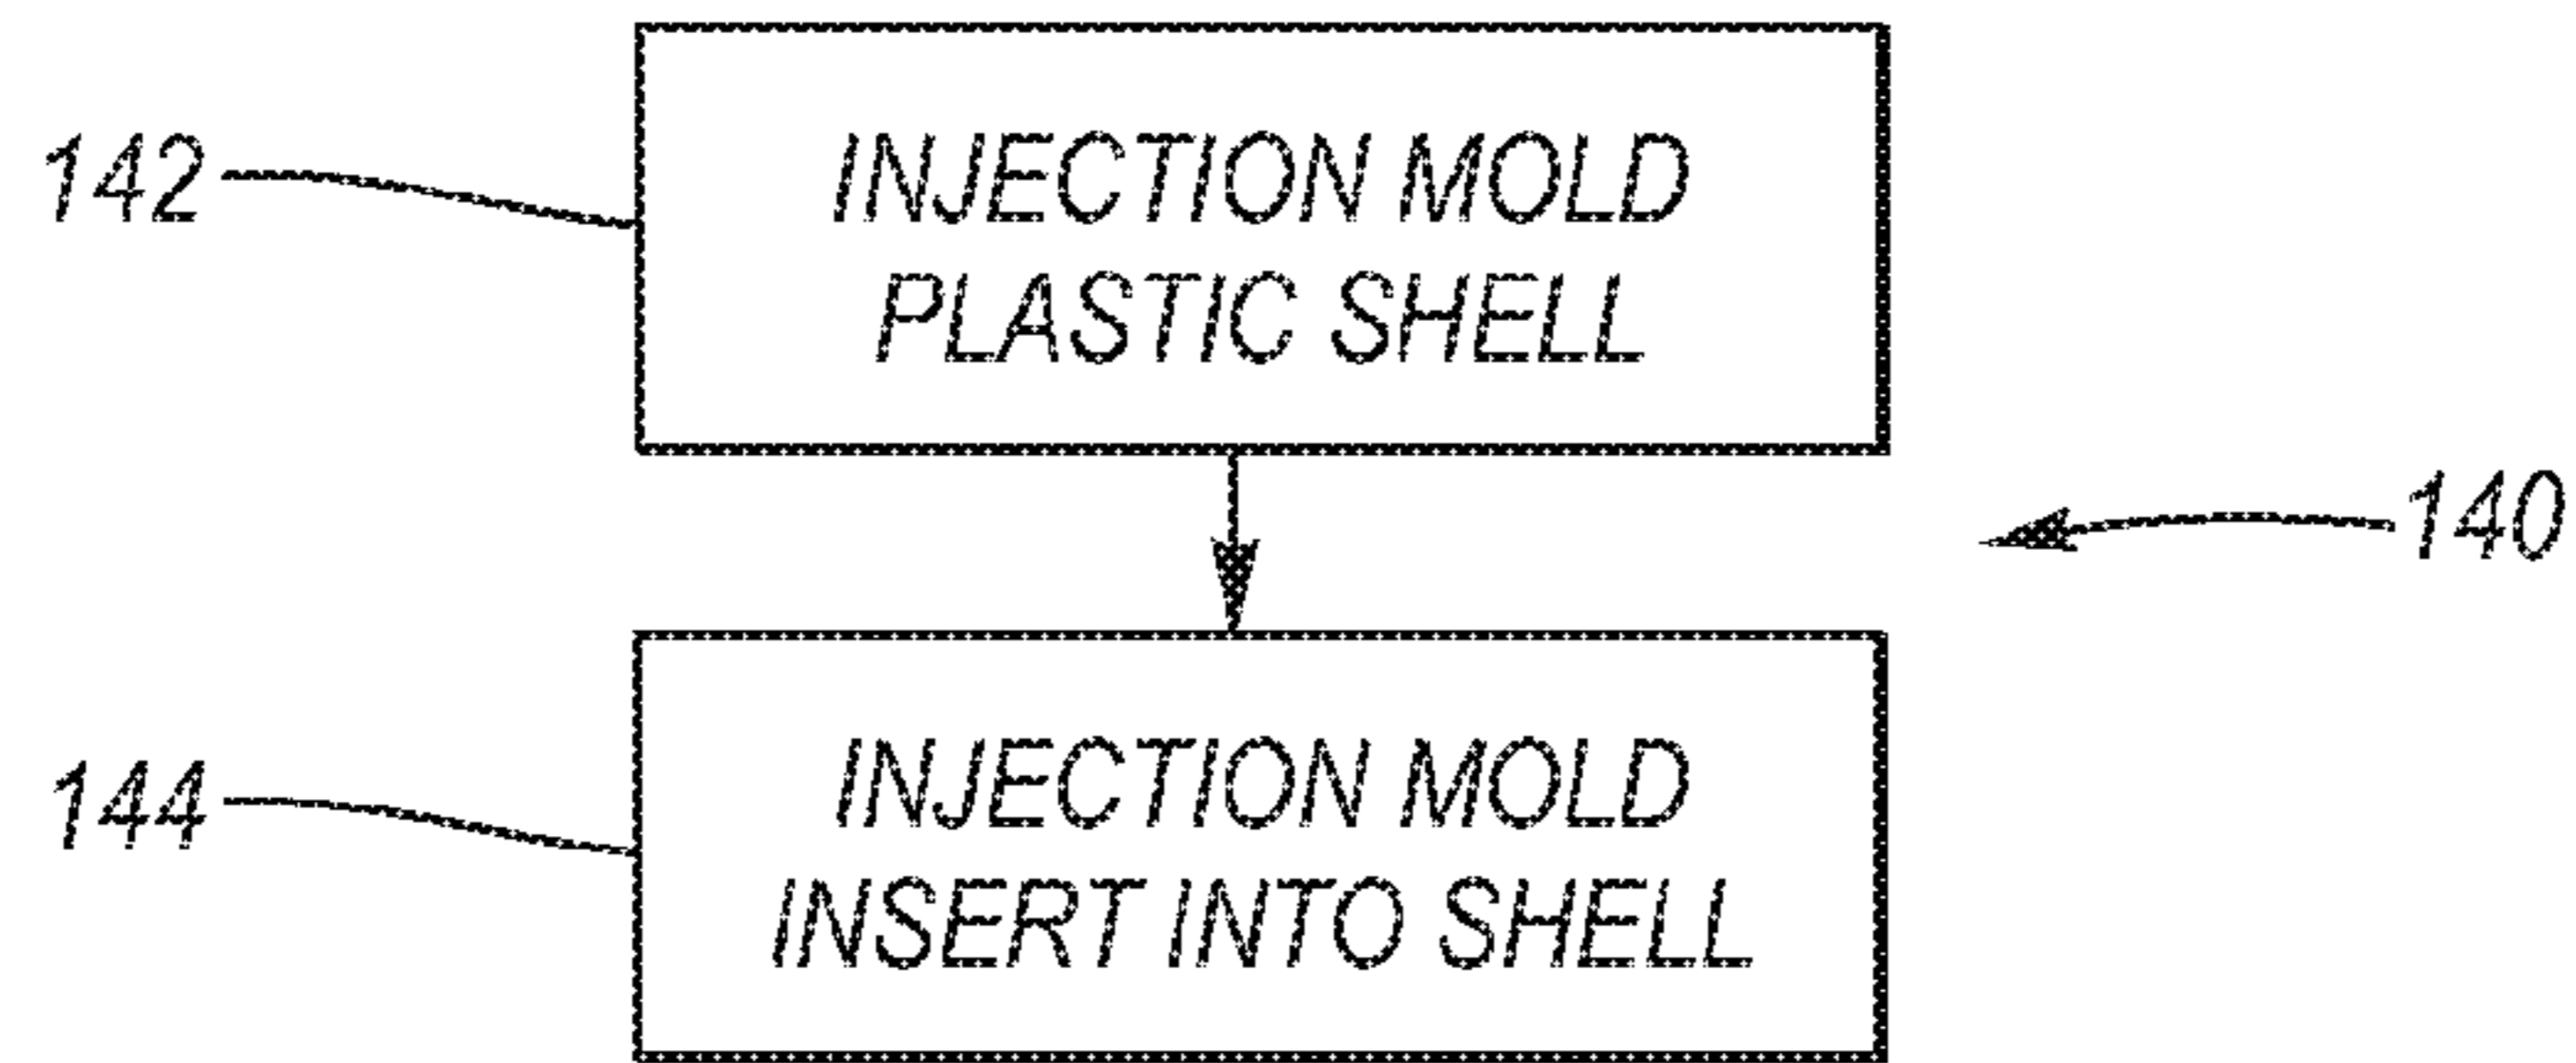 142
INJECTION MOLD
PLASTIC SHELL
140
144
INJECTION MOLD
INSERT INTO SHELL